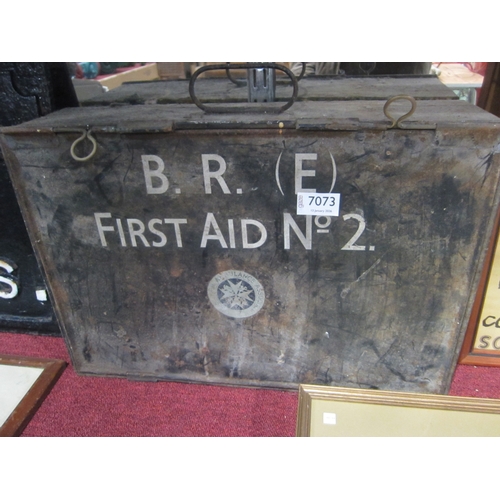 B. R. (E)
7073
FIRST AID Nº 2.
S